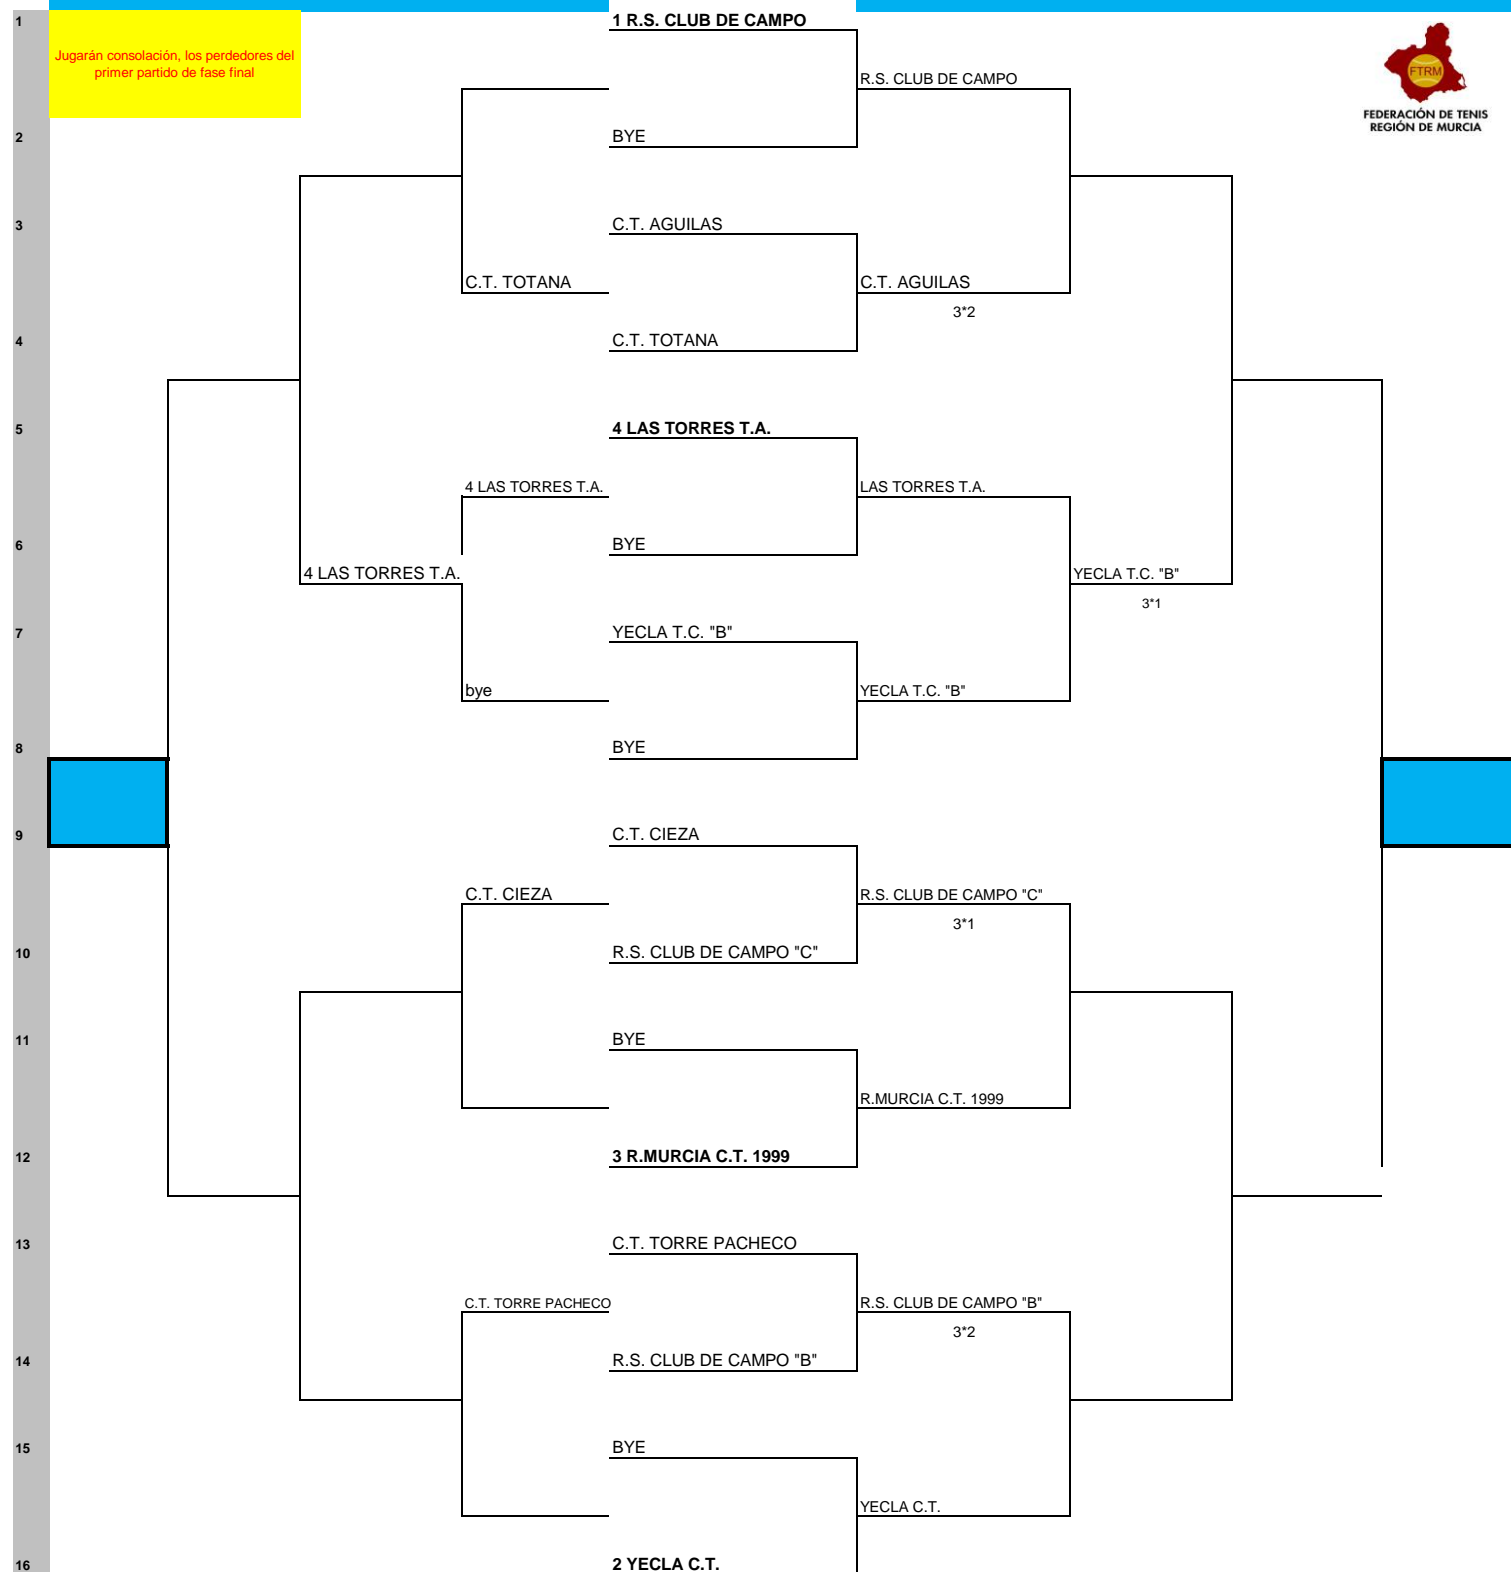 1
1 R.S. CLUB DE CAMPO
Jugarán consolación, los perdedores del
primer partido de fase final
R.S. CLUB DE CAMPO
FTRM
FEDERACIÓN DE TENIS
REGIÓN DE MURCIA
2
BYE
3
C.T. AGUILAS
C.T. TOTANA
C.T. AGUILAS
3*2
4
C.T. TOTANA
5
4 LAS TORRES T.A.
4 LAS TORRES T.A.
LAS TORRES T.A.
6
BYE
4 LAS TORRES T.A.
YECLA T.C. "B"
3*1
7
YECLA T.C. "B"
bye
YECLA T.C. "B"
8
BYE
9
C.T. CIEZA
C.T. CIEZA
R.S. CLUB DE CAMPO "C"
3*1
10
R.S. CLUB DE CAMPO "C"
11
BYE
R.MURCIA C.T. 1999
12
3 R.MURCIA C.T. 1999
13
C.T. TORRE PACHECO
C.T. TORRE PACHECO
R.S. CLUB DE CAMPO "B"
3*2
14
R.S. CLUB DE CAMPO "B"
15
BYE
YECLA C.T.
16
2 YECLA C.T.